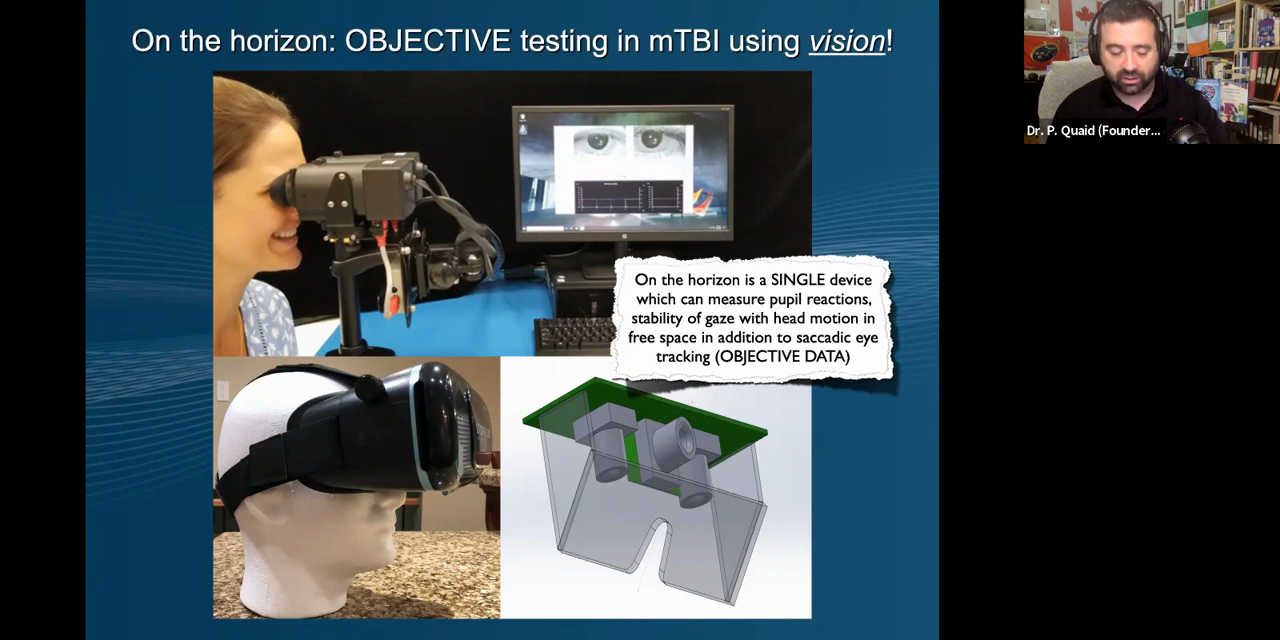 On the horizon: OBJECTIVE testing in mTBI using vision!
Dr. P. Quaid (Founder...
On the horizon is a SINGLE device
which can measure pupil reactions,
stability of gaze with head motion in
free space in addition to saccadic eye
tracking (OBJECTIVE DATA)